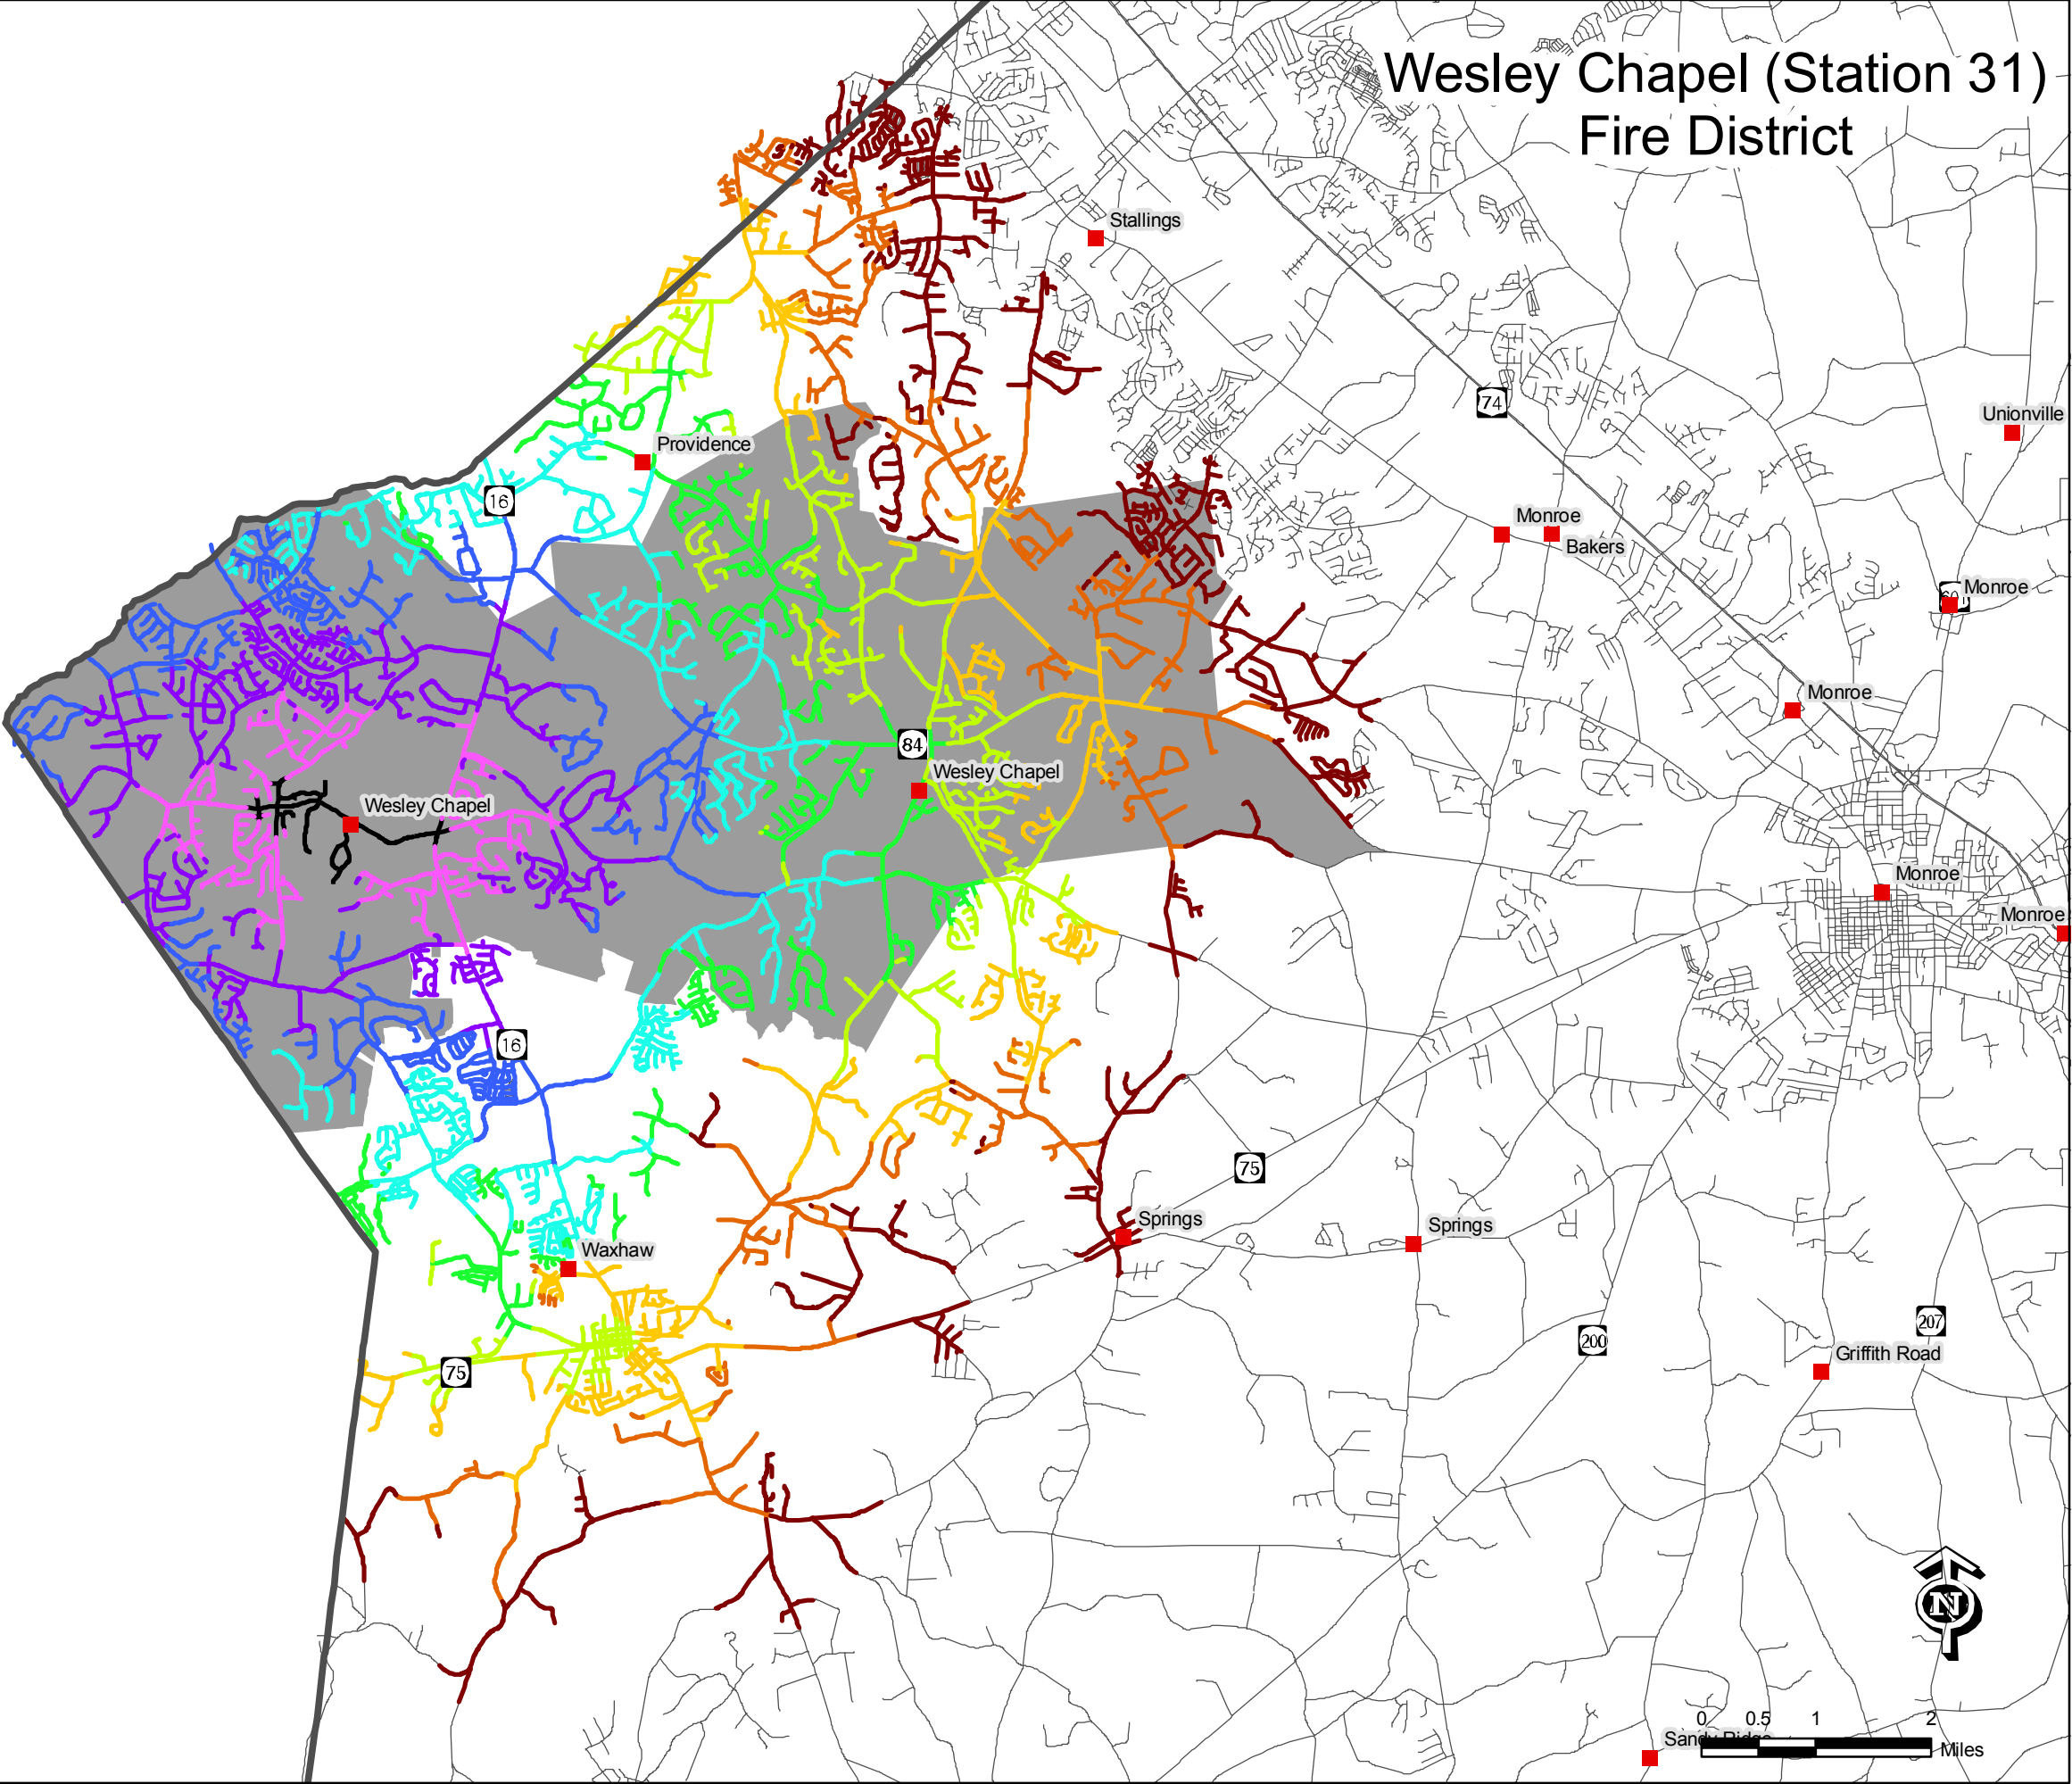 Wesley Chapel (Station 31)
Fire District
Stallings
74
Unionville
Providence
16
Monroe
Bakers
Monroe
Monroe
84
Wesley Chapel
Wesley Chapel
Monroe
Monroe
16
75
Springs
Springs
Waxhaw
207
200
Griffith Road
75
N
0 0.5 1 2
Sandy Ridge
Miles